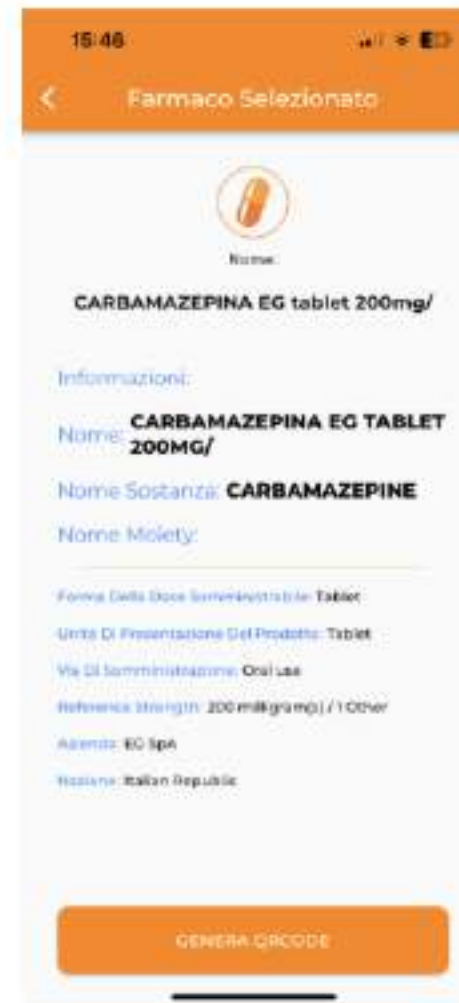 15:46
Farmaco Selezionato
Nome:
CARBAMAZEPINA EG tablet 200mg/
Informazioni:
Nome: CARBAMAZEPINA EG TABLET
200MG/
Nome Sostanza: CARBAMAZEPINE
Nome Moiety:
Forma Della Dose Somministrabile: Tablet
Unità Di Presentazione Del Prodotto: Tablet
Via Di Somministrazione: Oral use
Reference Strength: 200 milligram(s) / 1 Other
Azienda: EG SpA
Nazione: Italian Republic
GENERA QRCODE